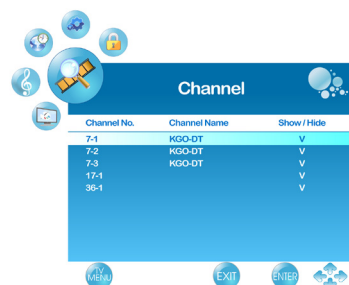 Channel
Channel No. Channel Name Show / Hide
7-1 KGO-DT V
7-2 KGO-DT V
7-3 KGO-DT V
17-1 V
36-1 V
TV
MENU EXIT ENTER